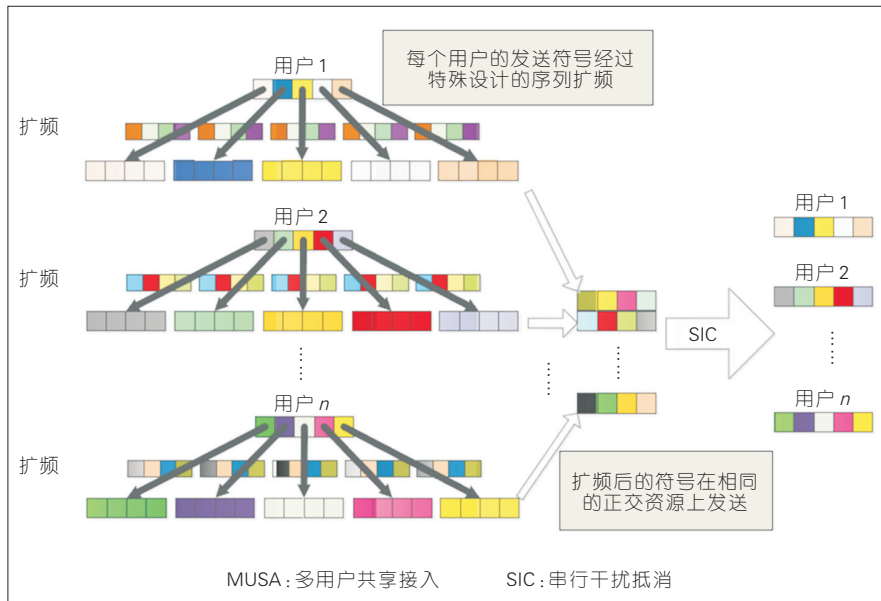 用户 1
每个用户的发送符号经过
特殊设计的序列扩频
扩频
用户 1
用户 2
扩频
用户 2
SIC
......
......
......
......
用户 n
用户 n
扩频
扩频后的符号在相同
的正交资源上发送
MUSA：多用户共享接入 SIC：串行干扰抵消